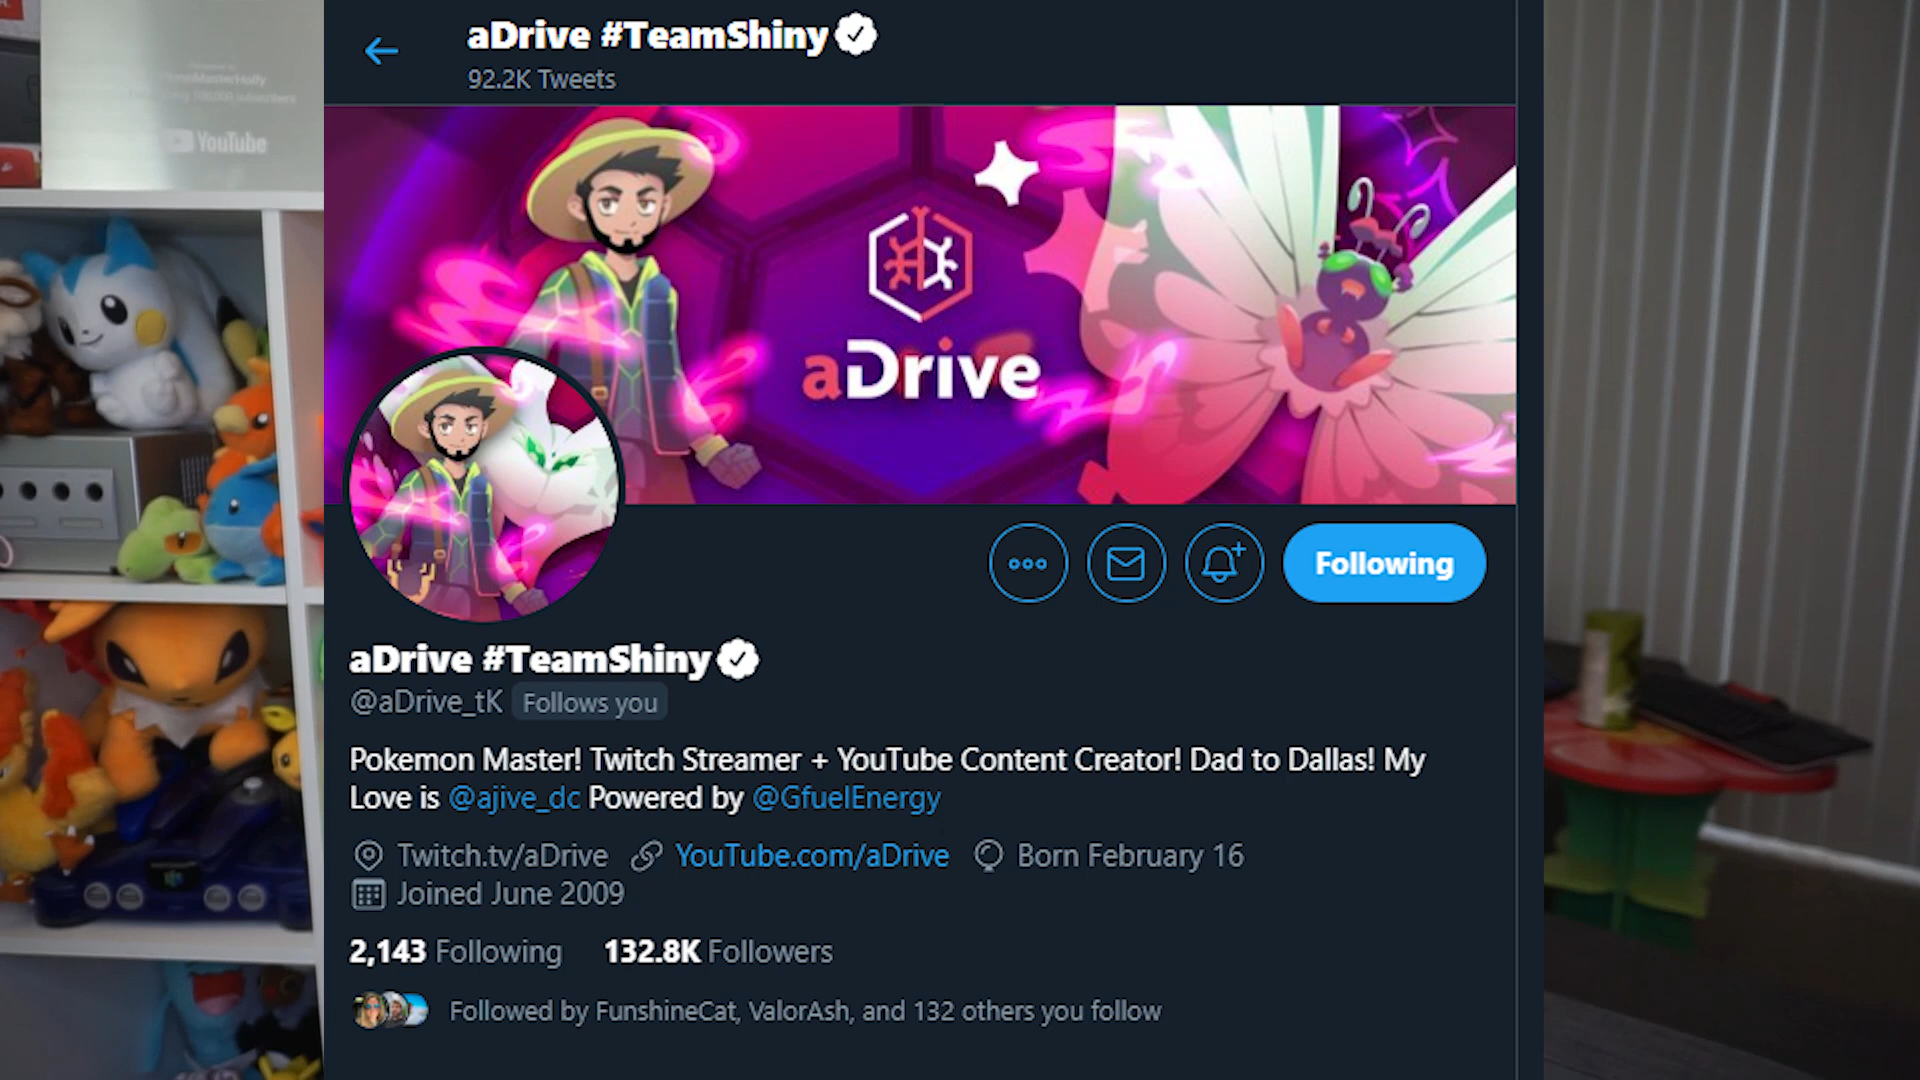 aDrive #TeamShiny
92.2K Tweets
YouTube
aDrive
Following
aDrive #TeamShiny
@aDrive_tK Follows you
Pokemon Master! Twitch Streamer + YouTube Content Creator! Dad to Dallas! My
Love is @ajive_dc Powered by @GfuelEnergy
Twitch.tv/aDrive YouTube.com/aDrive Born February 16
Joined June 2009
2,143 Following 132.8K Followers
Followed by FunshineCat, ValorAsh, and 132 others you follow